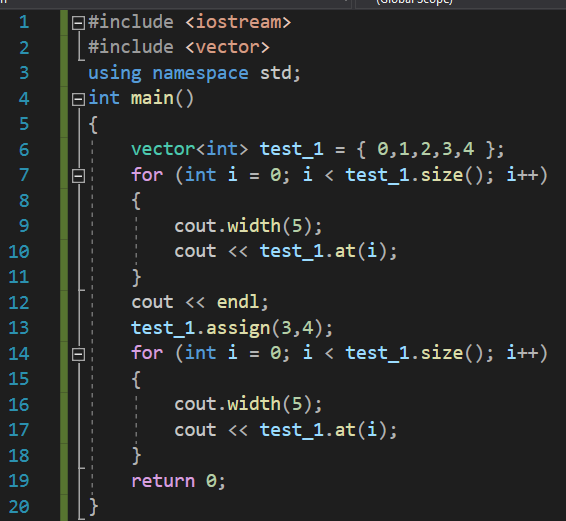 (Global Scope)
1 #include <iostream>
2 #include <vector>
3 using namespace std;
4 int main()
5 {
6 vector<int> test_1 = { 0,1,2,3,4 };
7 for (int i = 0; i < test_1.size(); i++)
8 {
9 cout.width(5);
10 cout << test_1.at(i);
11 }
12 cout << endl;
13 test_1.assign(3,4);
14 for (int i = 0; i < test_1.size(); i++)
15 {
16 cout.width(5);
17 cout << test_1.at(i);
18 }
19 return 0;
20 }